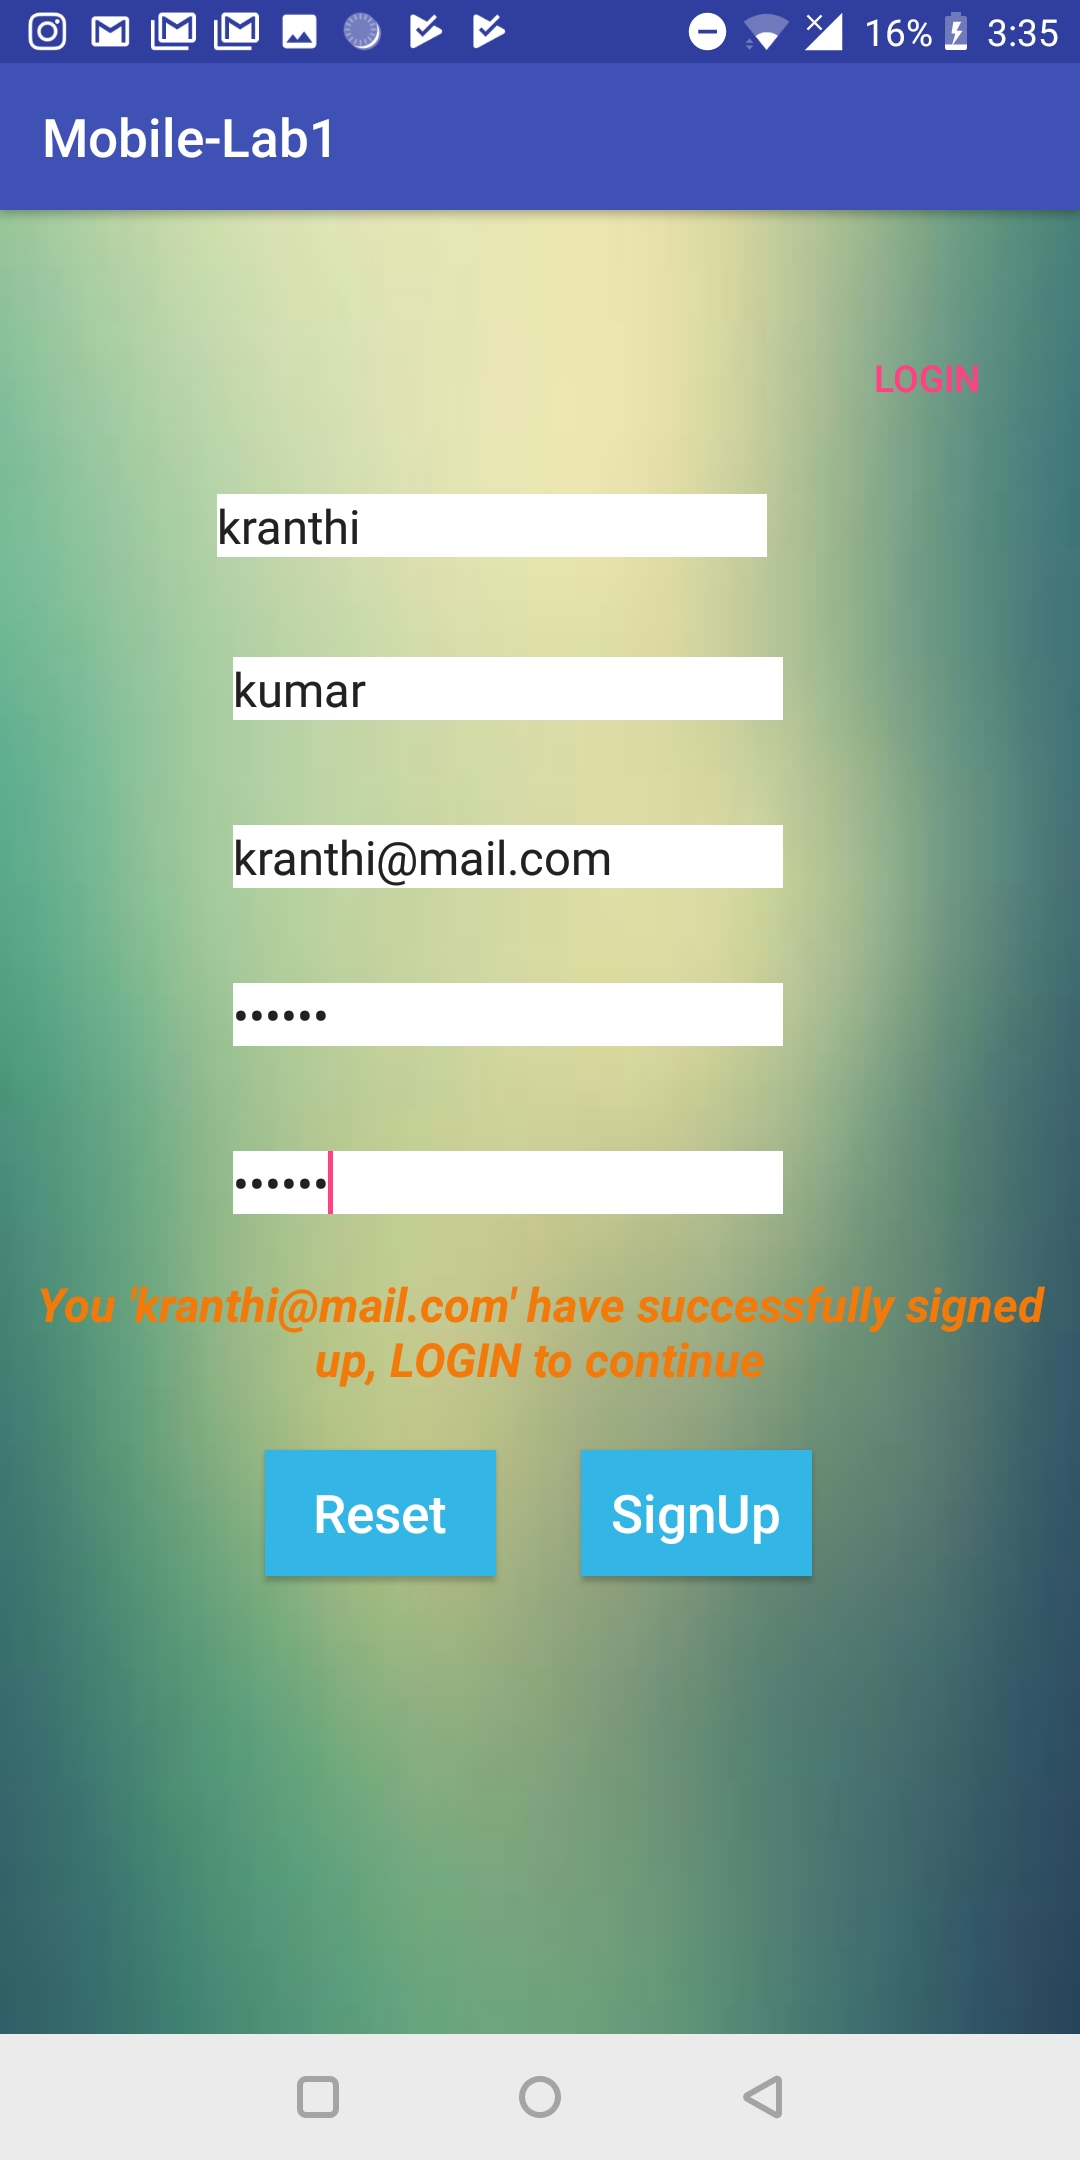 16% 3:35
Mobile-Lab1
LOGIN
kranthi
kumar
kranthi@mail.com
••••••
••••••
You 'kranthi@mail.com' have successfully signed
up, LOGIN to continue
Reset SignUp